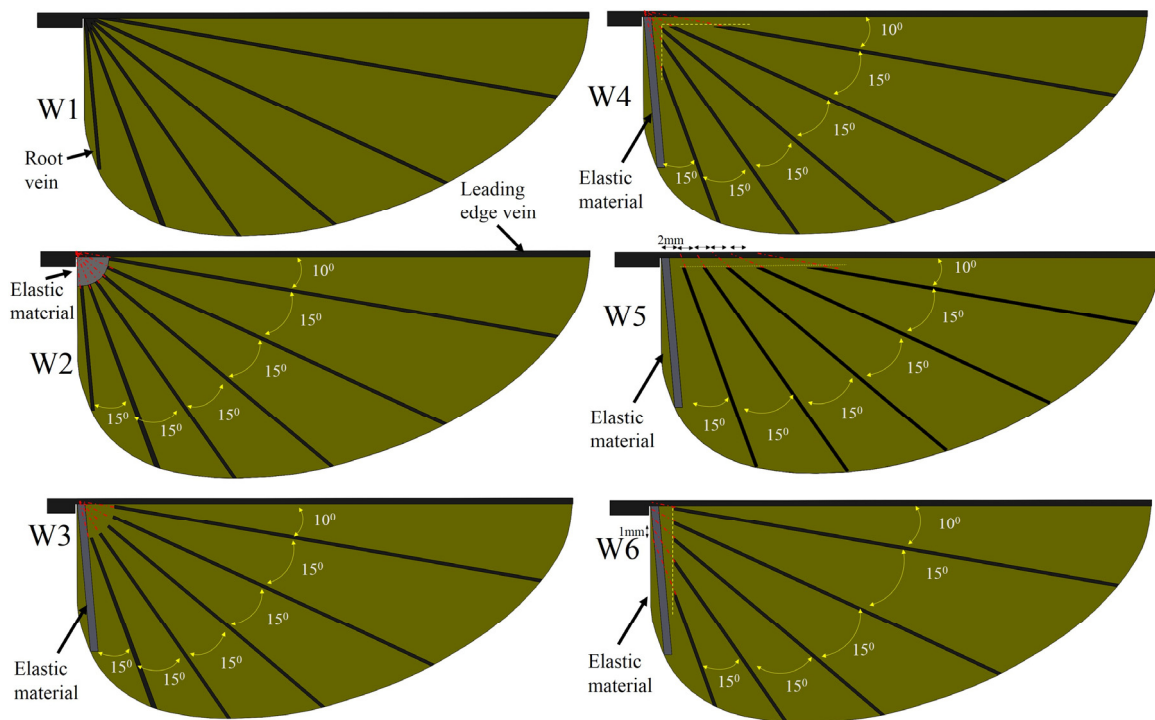 W1
Root
vein
Leading
edge vein
W2
Elastic
matcrial
10⁰
15⁰
15⁰
15⁰
15⁰
15⁰
W3
Elastic
material
10⁰
15⁰
15⁰
15⁰
15⁰
15⁰
W4
Elastic
material
10⁰
15⁰
15⁰
15⁰
15⁰
15⁰
2mm
W5
Elastic
material
10⁰
15⁰
15⁰
15⁰
15⁰
15⁰
1mm
W6
Elastic
material
10⁰
15⁰
15⁰
15⁰
15⁰
15⁰